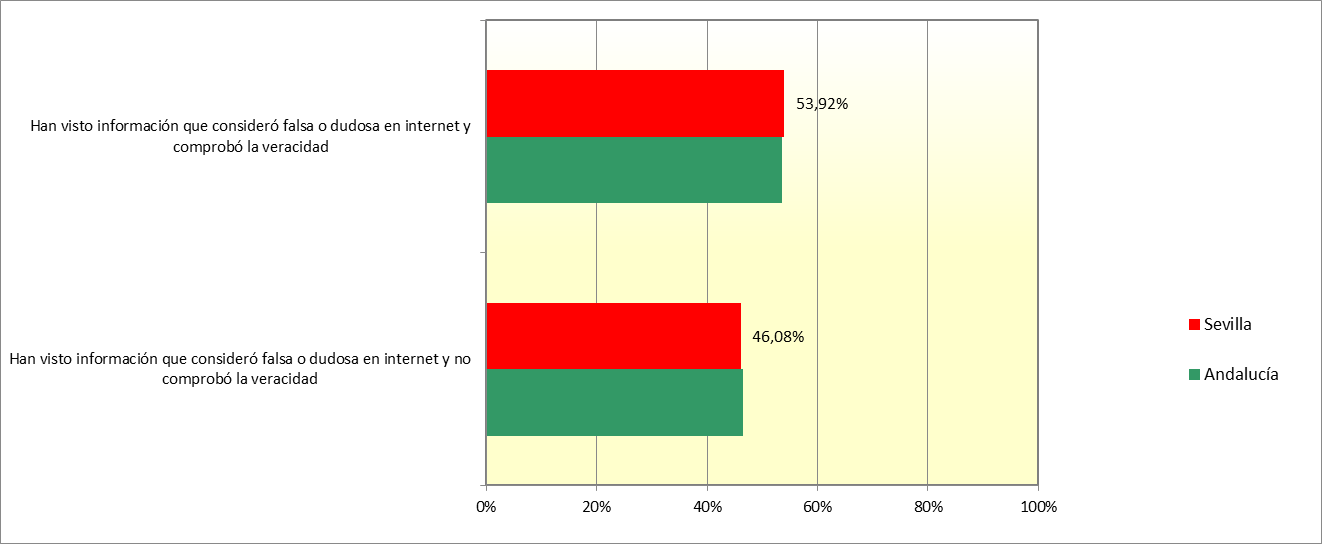 Han visto información que consideró falsa o dudosa en internet y
comprobó la veracidad
53,92%
Han visto información que consideró falsa o dudosa en internet y no
comprobó la veracidad
46,08%
Sevilla
Andalucía
0% 20% 40% 60% 80% 100%